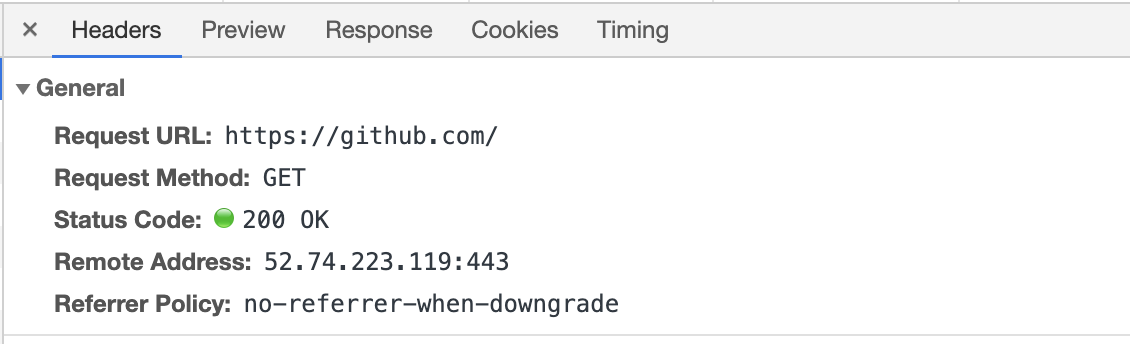 × Headers Preview Response Cookies Timing
▼ General
Request URL: https://github.com/
Request Method: GET
Status Code: 200 OK
Remote Address: 52.74.223.119:443
Referrer Policy: no-referrer-when-downgrade